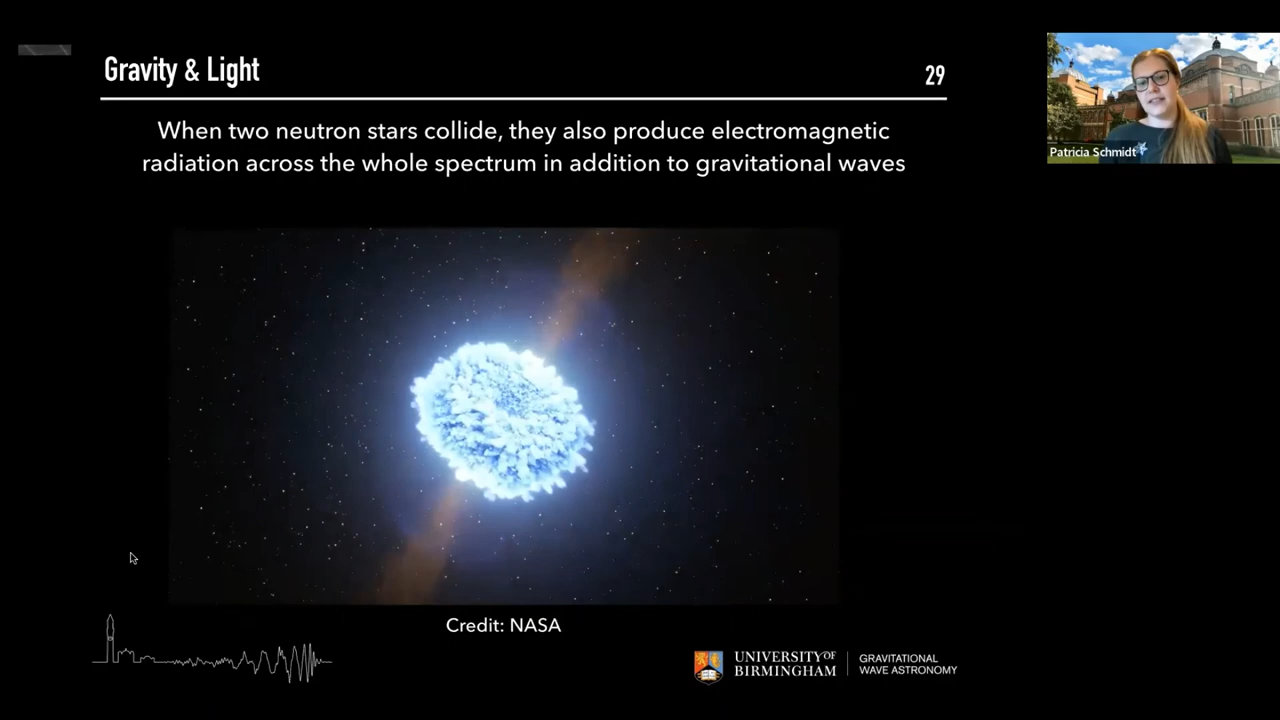 Gravity & Light
29
When two neutron stars collide, they also produce electromagnetic
radiation across the whole spectrum in addition to gravitational waves
Patricia Schmidt
Credit: NASA
UNIVERSITY OF
BIRMINGHAM
GRAVITATIONAL
WAVE ASTRONOMY